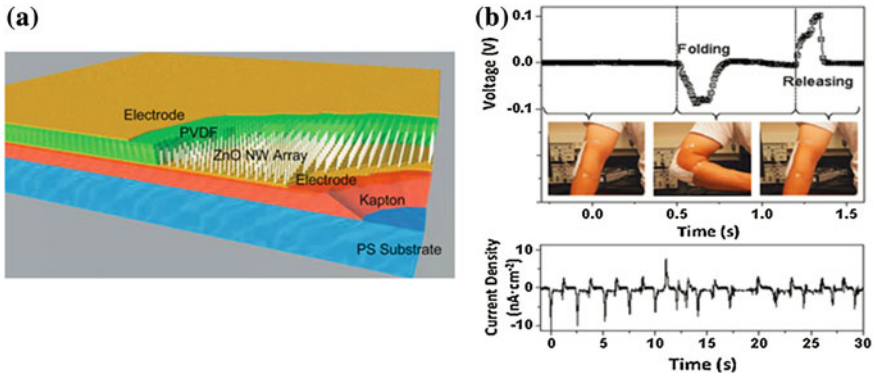 (a)
Electrode
PVDF
ZnO NW Array
Electrode
Kapton
PS Substrate
(b)
Voltage (V)
0.1
0.0
-0.1
Folding
Releasing
0.0
0.5
1.0
1.5
Time (s)
Current Density
(nA·cm⁻²)
10
0
-10
0
5
10
15
20
25
30
Time (s)